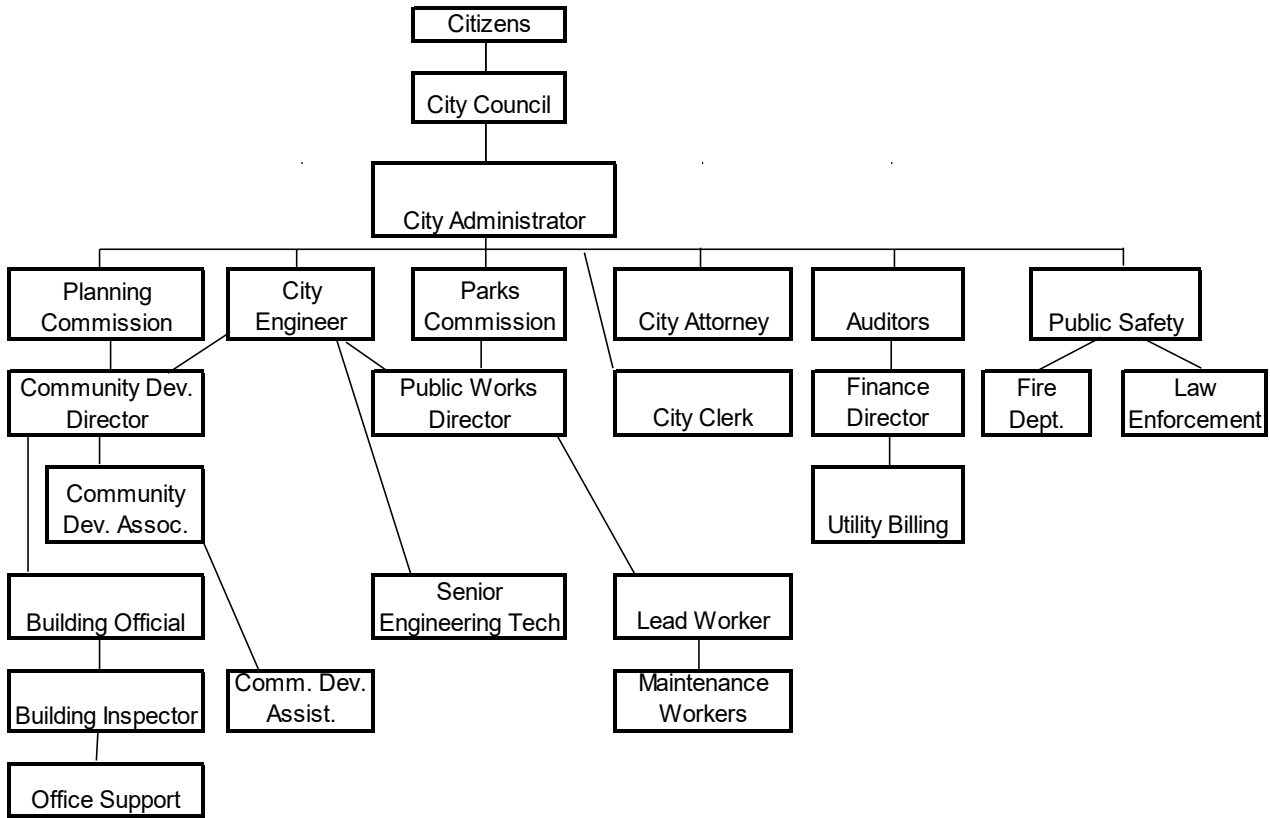 Citizens
City Council
City Administrator
Planning
Commission
City
Engineer
Parks
Commission
City Attorney
Auditors
Public Safety
Community Dev.
Director
Public Works
Director
City Clerk
Finance
Director
Fire
Dept.
Law
Enforcement
Community
Dev. Assoc.
Utility Billing
Building Official
Senior
Engineering Tech
Lead Worker
Building Inspector
Comm. Dev.
Assist.
Maintenance
Workers
Office Support